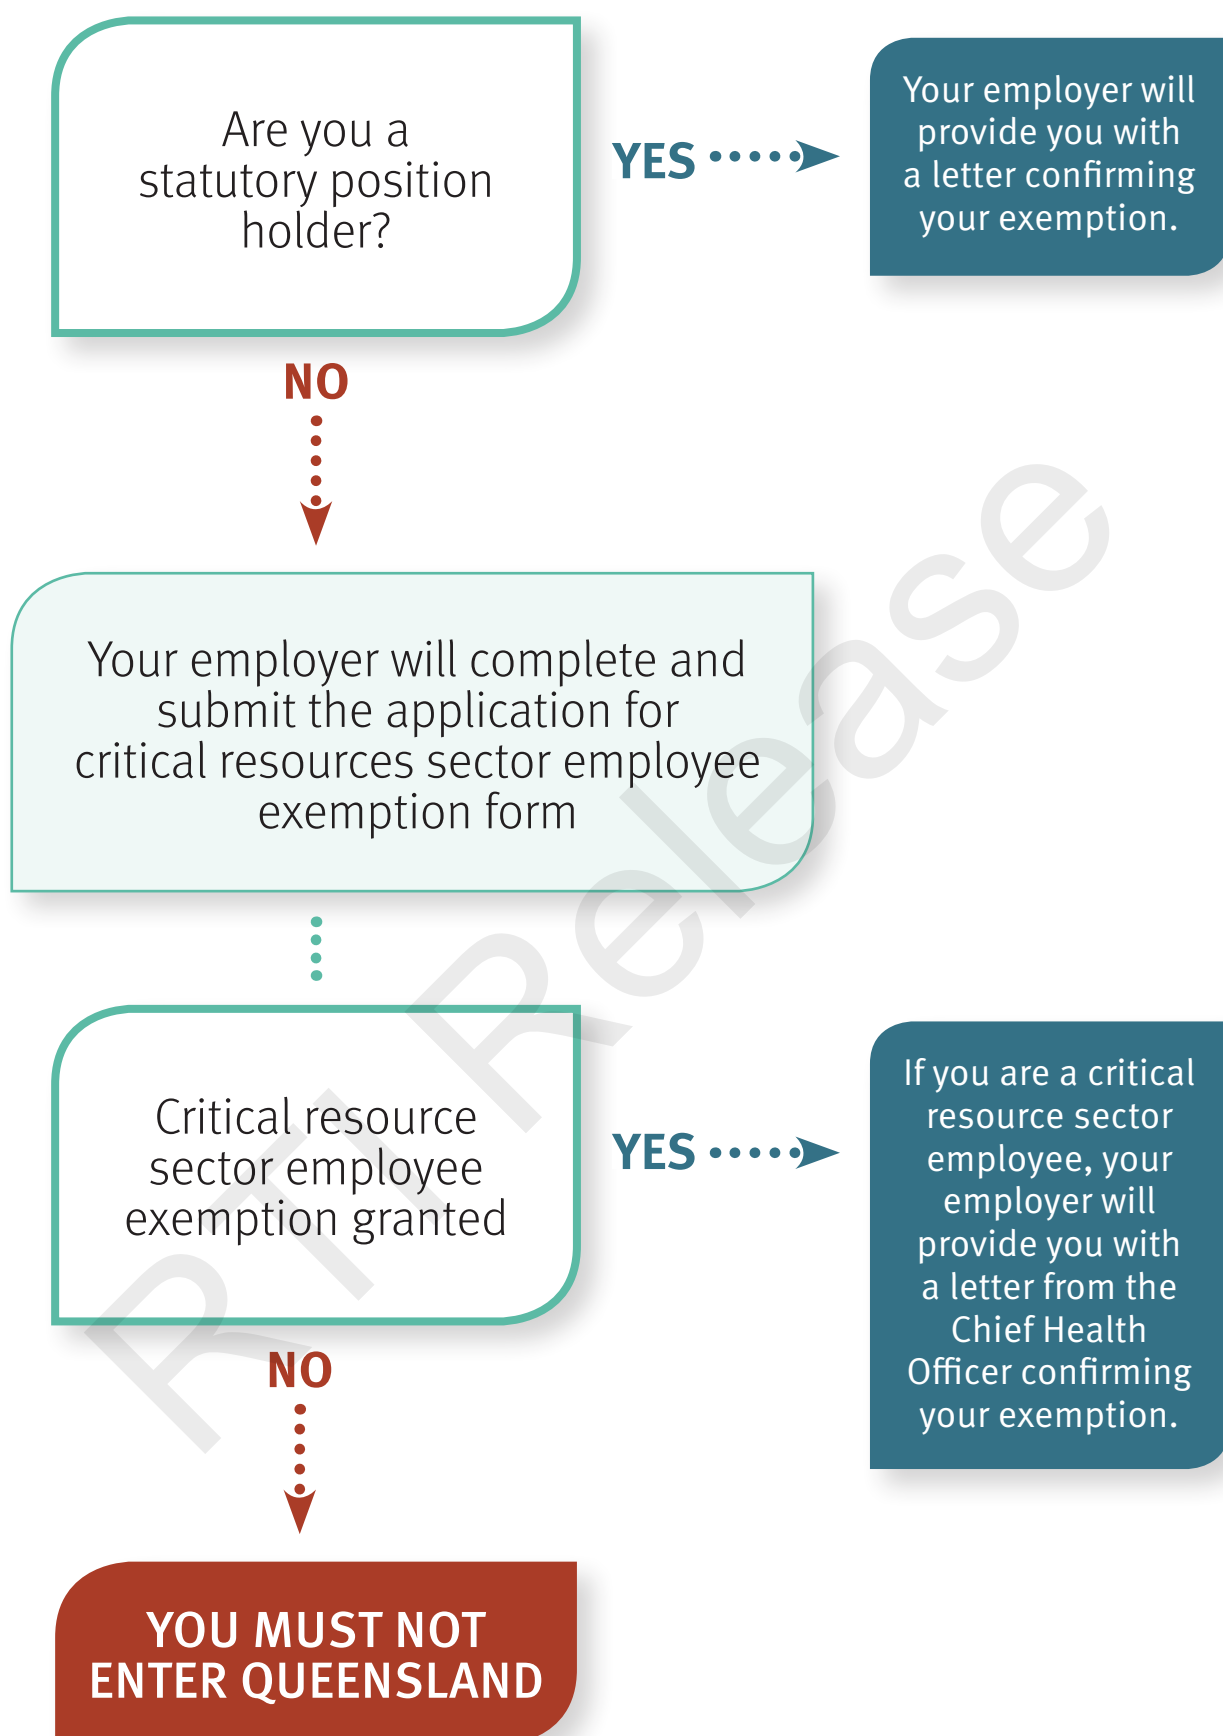 Are you a
statutory position
holder?
YES
Your employer will
provide you with
a letter confirming
your exemption.
NO
Your employer will complete and
submit the application for
critical resources sector employee
exemption form
Critical resource
sector employee
exemption granted
YES
If you are a critical
resource sector
employee, your
employer will
provide you with
a letter from the
Chief Health
Officer confirming
your exemption.
NO
YOU MUST NOT
ENTER QUEENSLAND
RTI Release